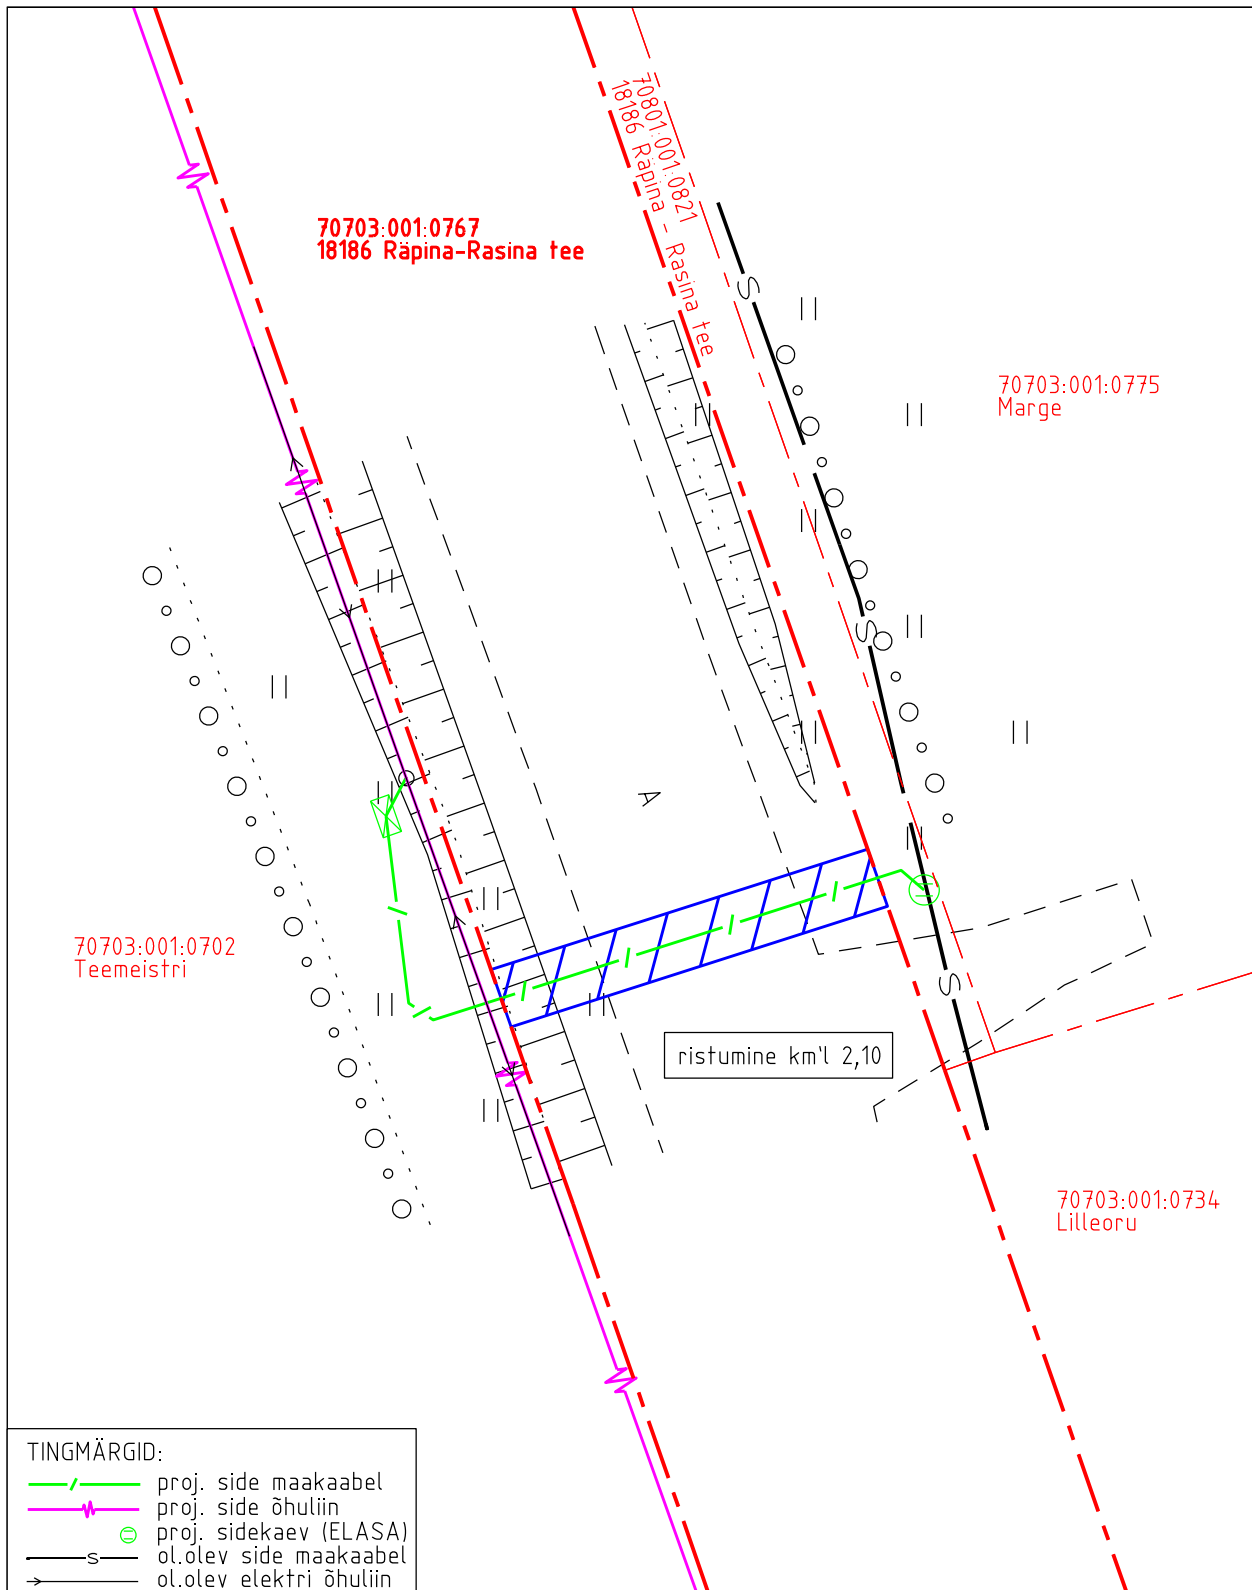 70801:001:0821
18186 Räpina - Rasina tee
70703:001:0767
18186 Räpina-Rasina tee
S
70703:001:0775
Marge
S
A
70703:001:0702
Teemeistri
S
ristumine km'l 2,10
70703:001:0734
Lilleoru
TINGMÄRGID:
proj. side maakaabel
proj. side õhuliin
proj. sidekaev (ELASA)
S ol.olev side maakaabel
ol.olev elektri õhuliin